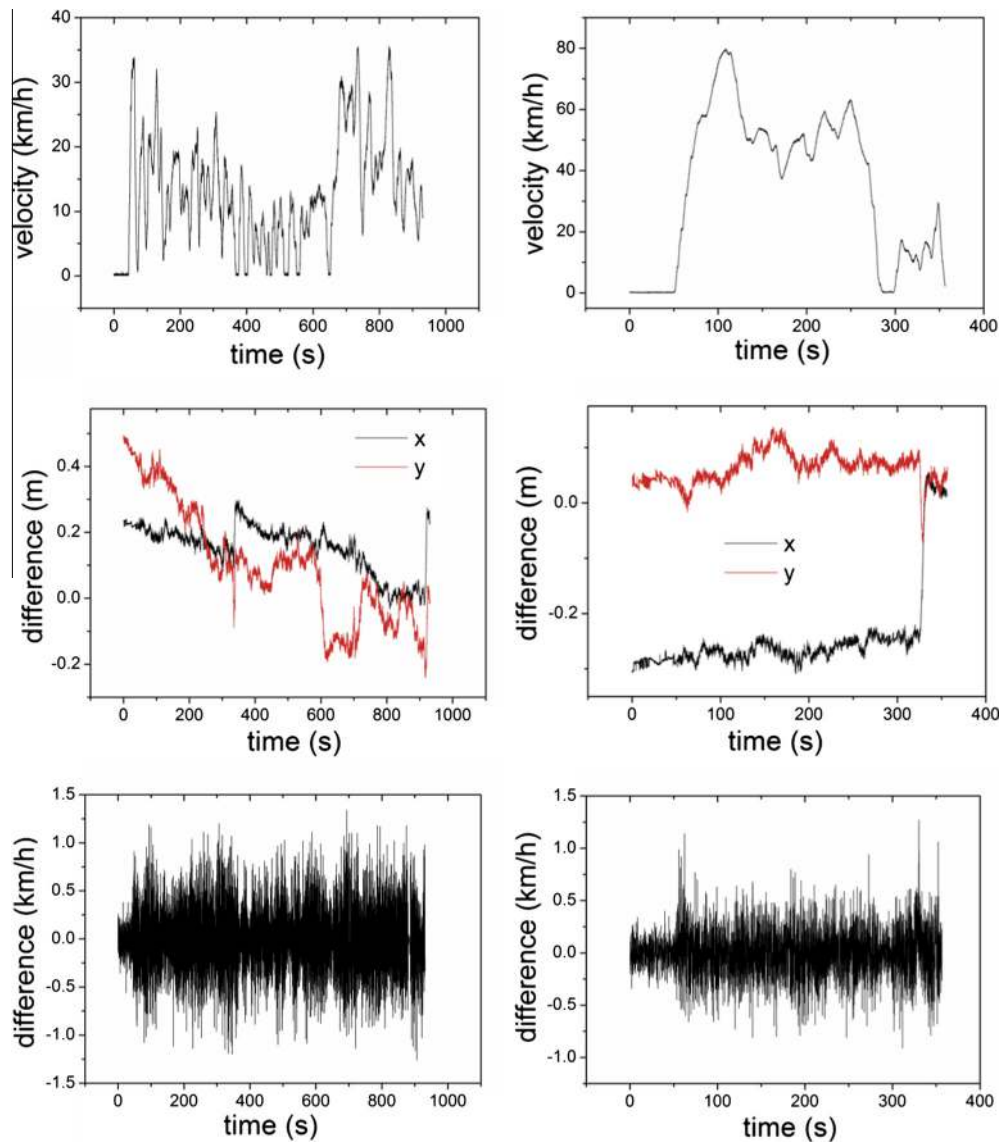 40
30
20
10
0
velocity (km/h)
0 200 400 600 800 1000
time (s)
80
60
40
20
0
velocity (km/h)
0 100 200 300 400
time (s)
0.4
0.2
0.0
-0.2
difference (m)
x
y
0 200 400 600 800 1000
time (s)
0.0
-0.2
difference (m)
x
y
0 100 200 300 400
time (s)
1.5
1.0
0.5
0.0
-0.5
-1.0
-1.5
difference (km/h)
0 200 400 600 800 1000
time (s)
1.5
1.0
0.5
0.0
-0.5
-1.0
difference (km/h)
0 100 200 300 400
time (s)